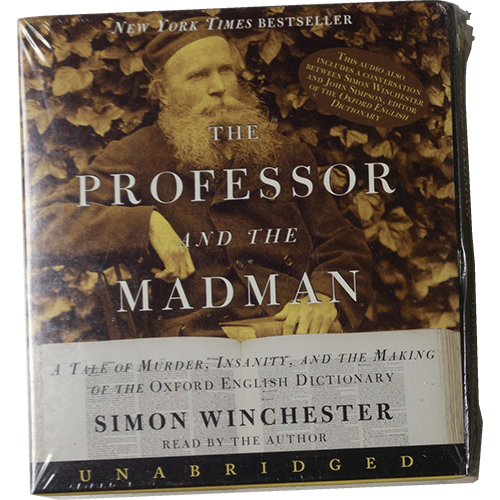 NEW YORK TIMES BESTSELLER
THIS AUDIO ALSO
INCLUDES A CONVERSATION
BETWEEN SIMON WINCHESTER
AND JOHN SIMPSON, EDITOR
OF THE OXFORD ENGLISH
DICTIONARY
THE
PROFESSOR
AND THE
MADMAN
A TALE OF MURDER, INSANITY, AND THE MAKING
OF THE OXFORD ENGLISH DICTIONARY
SIMON WINCHESTER
READ BY THE AUTHOR
UNABRIDGED